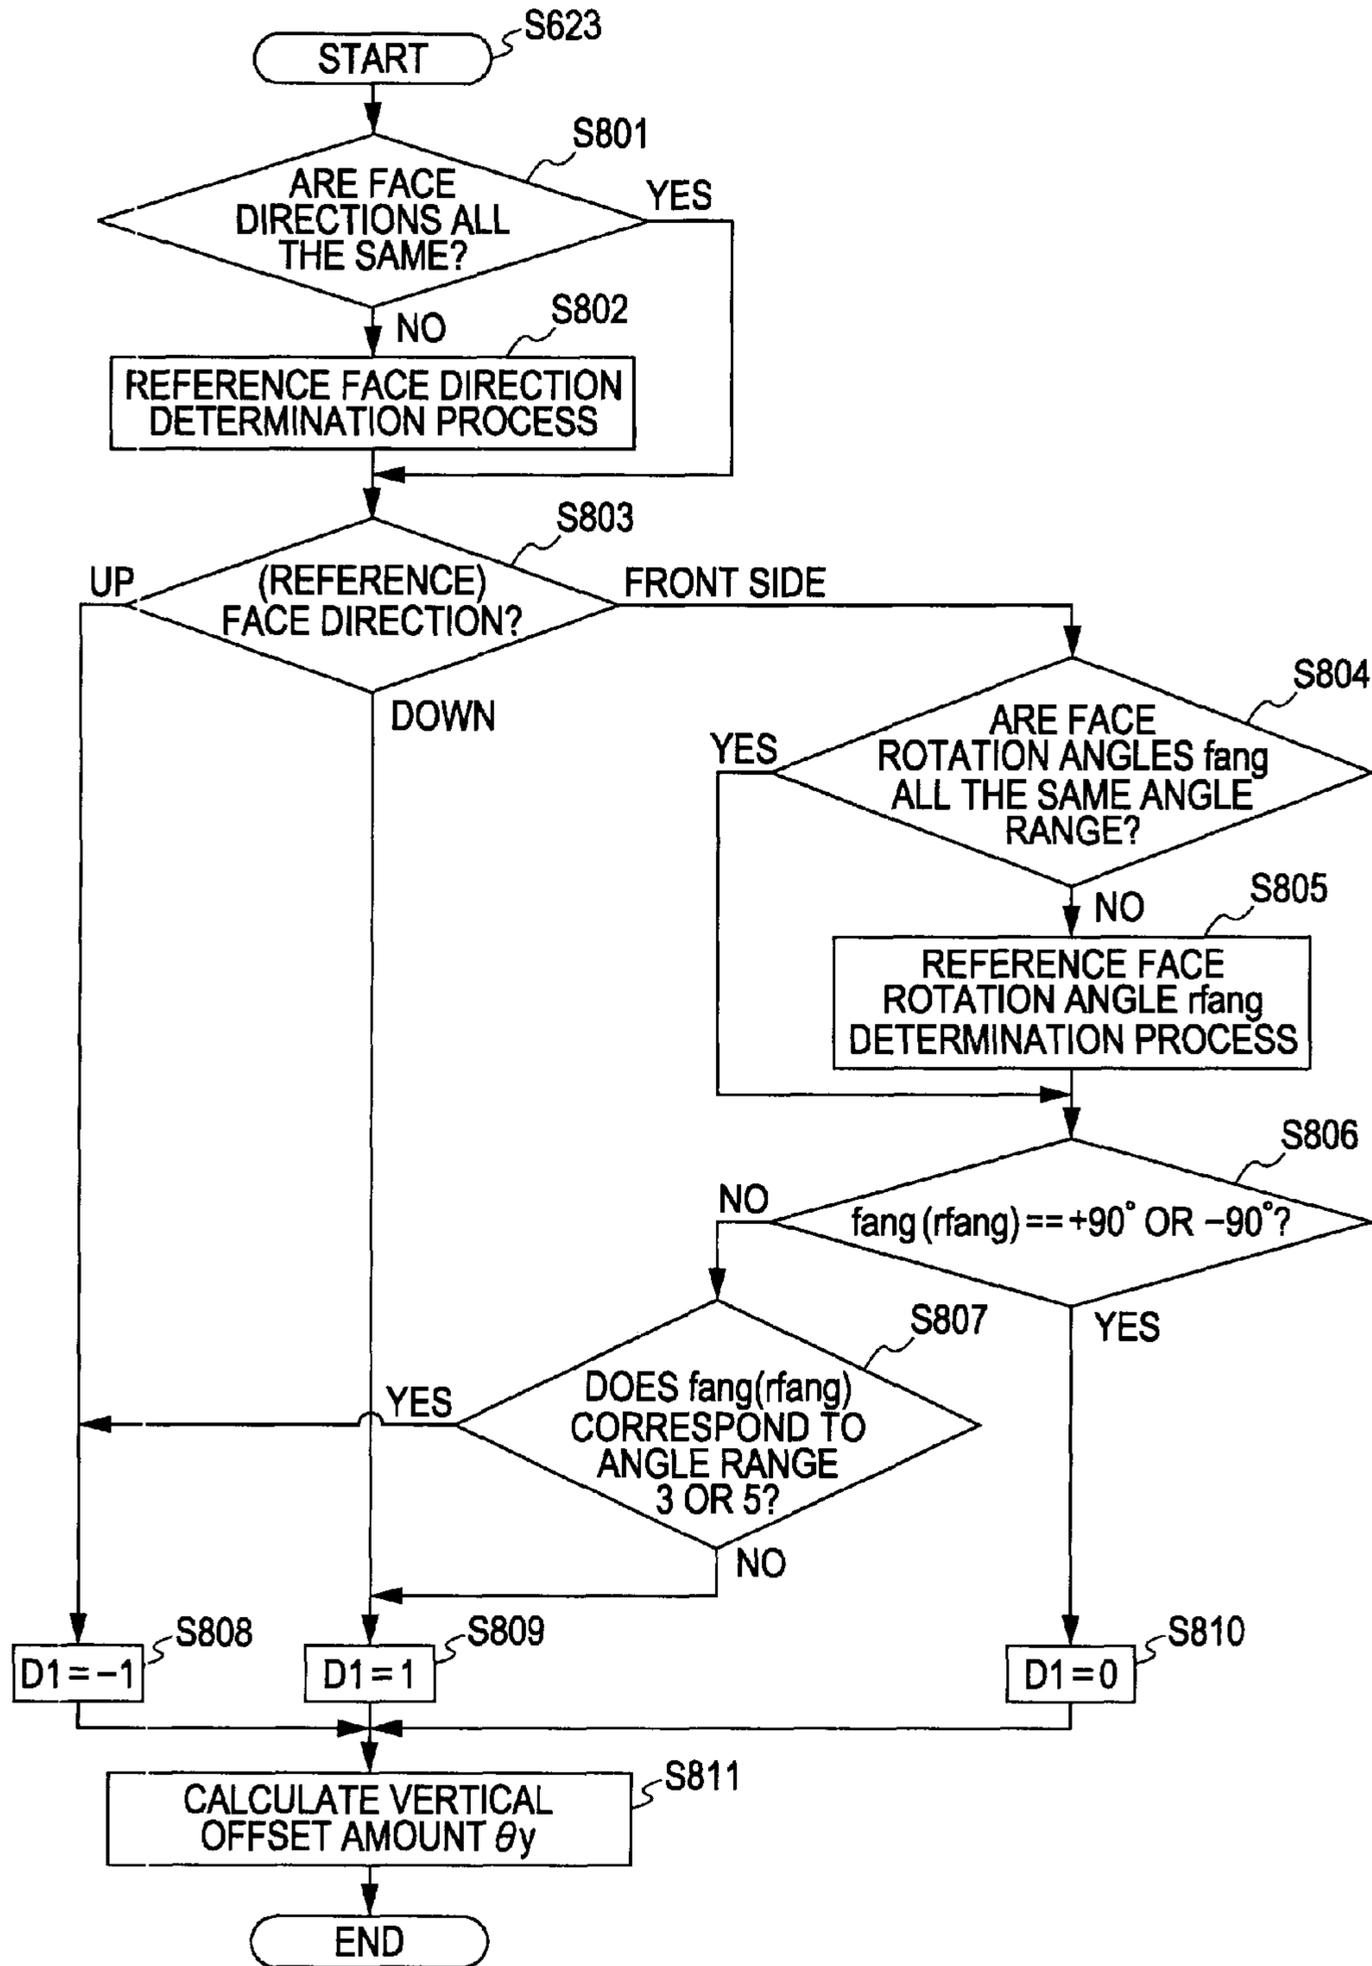 START
S623
S801
ARE FACE
DIRECTIONS ALL
THE SAME?
YES
NO
S802
REFERENCE FACE DIRECTION
DETERMINATION PROCESS
S803
UP
(REFERENCE)
FACE DIRECTION?
FRONT SIDE
DOWN
S804
YES
ARE FACE
ROTATION ANGLES fang
ALL THE SAME ANGLE
RANGE?
NO
S805
REFERENCE FACE
ROTATION ANGLE rfang
DETERMINATION PROCESS
S806
NO
fang (rfang) == +90° OR −90°?
YES
S807
YES
DOES fang(rfang)
CORRESPOND TO
ANGLE RANGE
3 OR 5?
NO
S808
D1 = −1
S809
D1 = 1
S810
D1 = 0
S811
CALCULATE VERTICAL
OFFSET AMOUNT θy
END